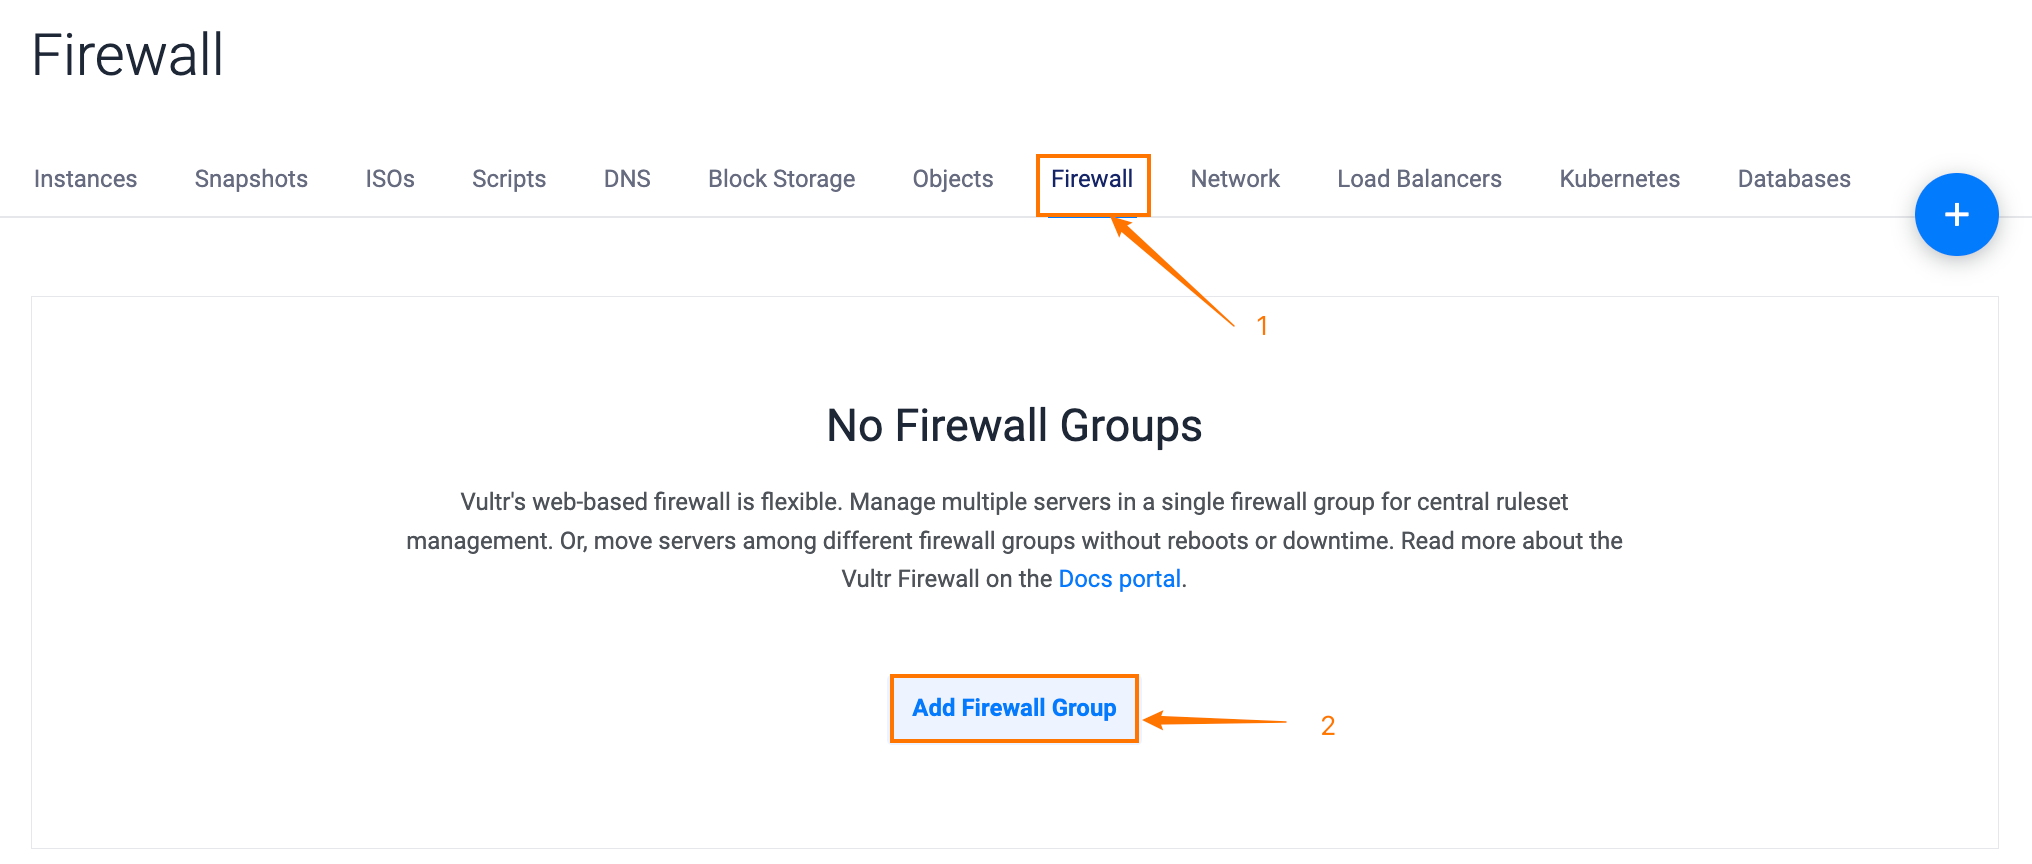 Firewall
Instances Snapshots ISOs Scripts DNS Block Storage Objects Firewall Network Load Balancers Kubernetes Databases
+
1
No Firewall Groups
Vultr's web-based firewall is flexible. Manage multiple servers in a single firewall group for central ruleset
management. Or, move servers among different firewall groups without reboots or downtime. Read more about the
Vultr Firewall on the Docs portal.
Add Firewall Group
2